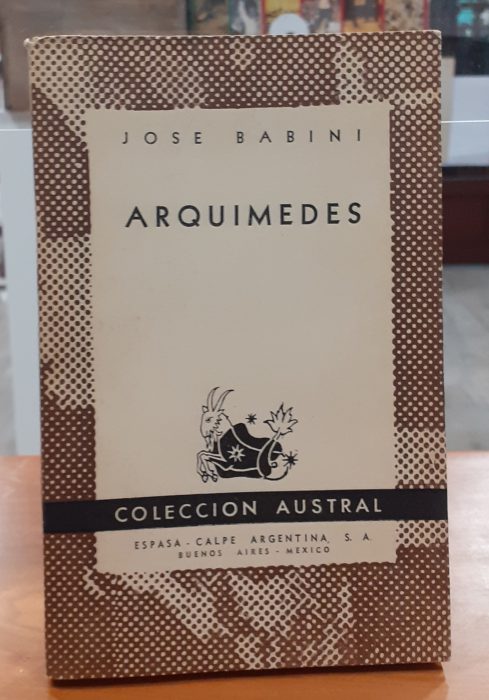 JOSE BABINI
ARQUIMEDES
COLECCION AUSTRAL
ESPASA - CALPE ARGENTINA, S. A.
BUENOS AIRES - MEXICO